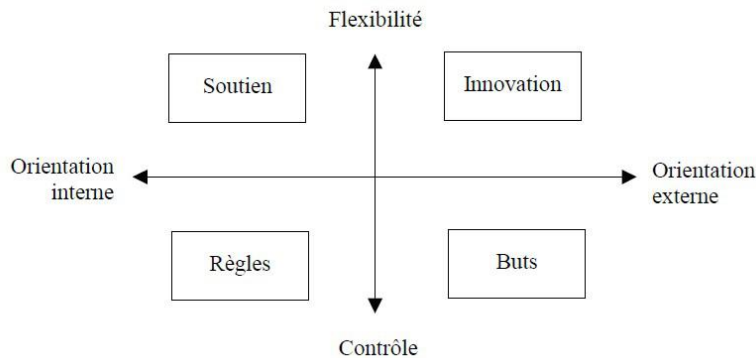 Flexibilité
Soutien
Innovation
Orientation
interne
Orientation
externe
Règles
Buts
Contrôle